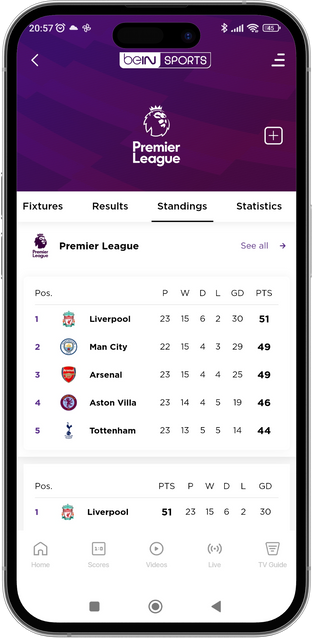 20:57
45
beIN SPORTS
Premier
League
Fixtures Results Standings Statistics
Premier League
Premier League See all →
Pos. P W D L GD PTS
1 Liverpool 23 15 6 2 30 51
2 Man City 22 15 4 3 29 49
3 Arsenal 23 15 4 4 25 49
4 Aston Villa 23 14 4 5 19 46
5 Tottenham 23 13 5 5 14 44
Pos. PTS P W D L GD
1 Liverpool 51 23 15 6 2 30
Home Scores Videos Live TV Guide